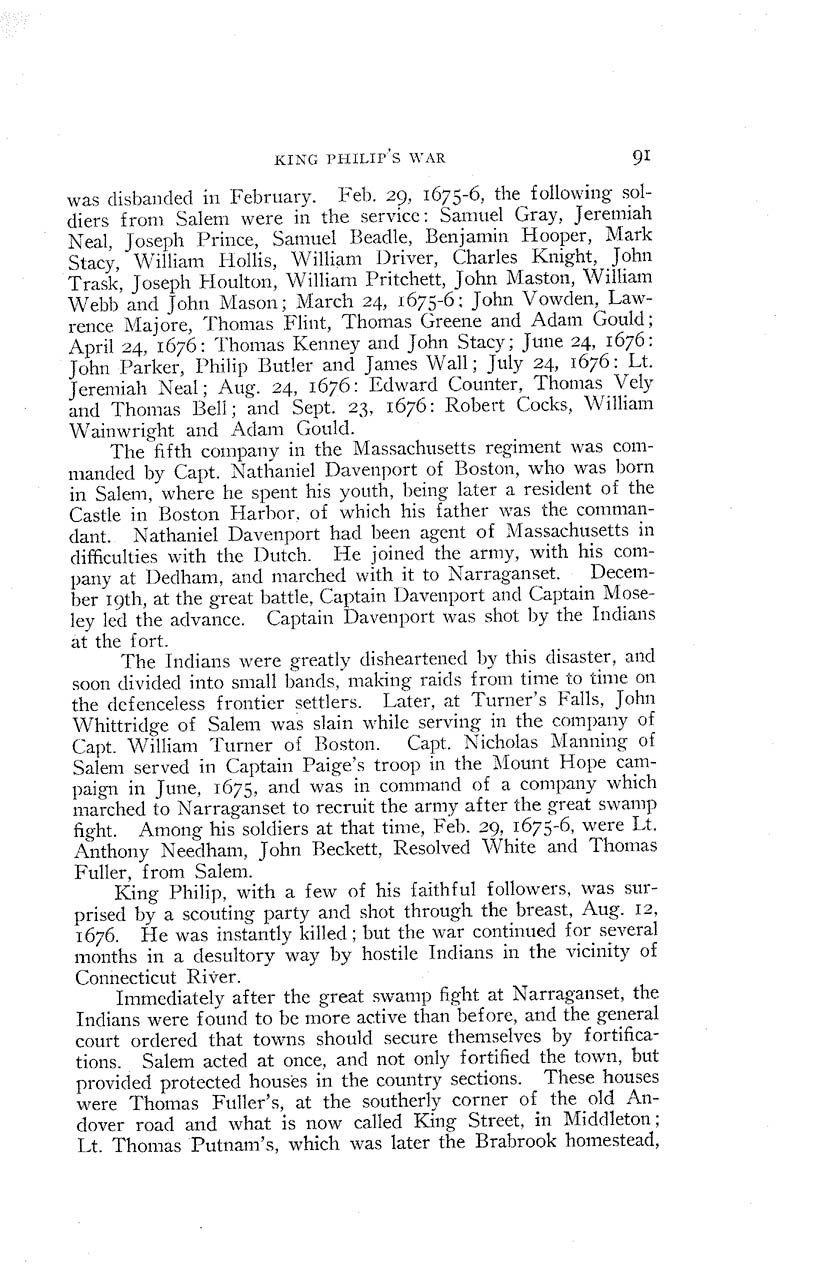 KING PHILIP'S WAR 91
was disbanded in February. Feb. 29, 1675-6, the following sol-
diers from Salem were in the service: Samuel Gray, Jeremiah
Neal, Joseph Prince, Samuel Beadle, Benjamin Hooper, Mark
Stacy, William Hollis, William Driver, Charles Knight, John
Trask, Joseph Houlton, William Pritchett, John Maston, William
Webb and John Mason; March 24, 1675-6: John Vowden, Law-
rence Majore, Thomas Flint, Thomas Greene and Adam Gould;
April 24, 1676: Thomas Kenney and John Stacy; June 24, 1676:
John Parker, Philip Butler and James Wall; July 24, 1676: Lt.
Jeremiah Neal; Aug. 24, 1676: Edward Counter, Thomas Vely
and Thomas Bell; and Sept. 23, 1676: Robert Cocks, William
Wainwright and Adam Gould.
The fifth company in the Massachusetts regiment was com-
manded by Capt. Nathaniel Davenport of Boston, who was born
in Salem, where he spent his youth, being later a resident of the
Castle in Boston Harbor, of which his father was the comman-
dant. Nathaniel Davenport had been agent of Massachusetts in
difficulties with the Dutch. He joined the army, with his com-
pany at Dedham, and marched with it to Narraganset. Decem-
ber 19th, at the great battle, Captain Davenport and Captain Mose-
ley led the advance. Captain Davenport was shot by the Indians
at the fort.
The Indians were greatly disheartened by this disaster, and
soon divided into small bands, making raids from time to time on
the defenceless frontier settlers. Later, at Turner's Falls, John
Whittridge of Salem was slain while serving in the company of
Capt. William Turner of Boston. Capt. Nicholas Manning of
Salem served in Captain Paige's troop in the Mount Hope cam-
paign in June, 1675, and was in command of a company which
marched to Narraganset to recruit the army after the great swamp
fight. Among his soldiers at that time, Feb. 29, 1675-6, were Lt.
Anthony Needham, John Beckett, Resolved White and Thomas
Fuller, from Salem.
King Philip, with a few of his faithful followers, was sur-
prised by a scouting party and shot through the breast, Aug. 12,
1676. He was instantly killed; but the war continued for several
months in a desultory way by hostile Indians in the vicinity of
Connecticut River.
Immediately after the great swamp fight at Narraganset, the
Indians were found to be more active than before, and the general
court ordered that towns should secure themselves by fortifica-
tions. Salem acted at once, and not only fortified the town, but
provided protected houses in the country sections. These houses
were Thomas Fuller's, at the southerly corner of the old An-
dover road and what is now called King Street, in Middleton;
Lt. Thomas Putnam's, which was later the Brabrook homestead,